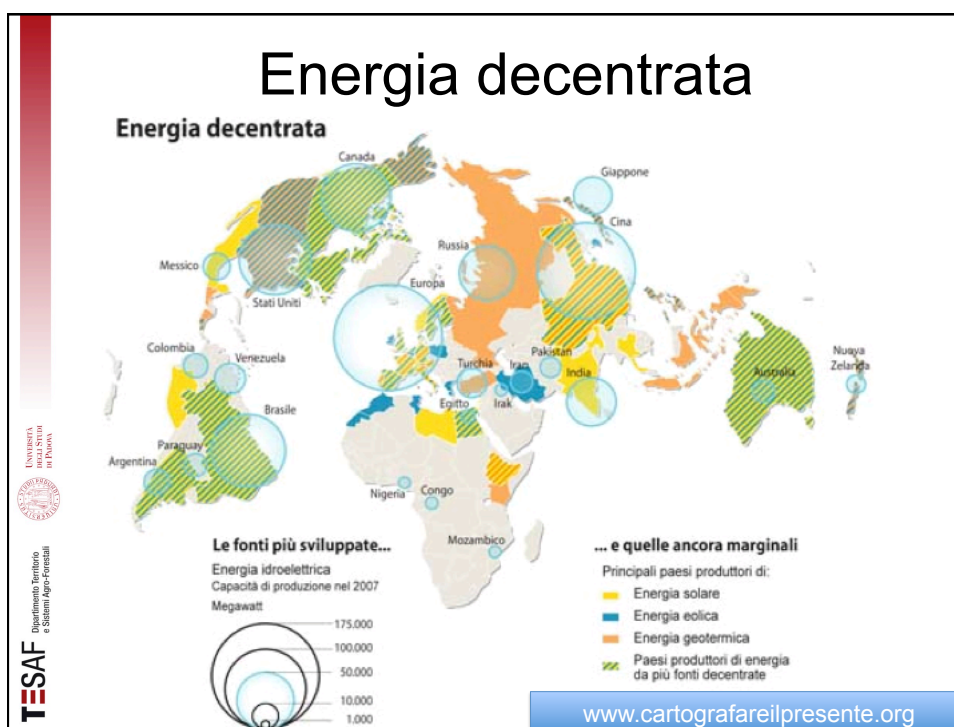 Energia decentrata
Energia decentrata
Canada
Giappone
Cina
Russia
Messico
Europa
Stati Uniti
Colombia
Venezuela
Turchia
Iran
Pakistan
India
Nuova
Zelanda
Australia
Egitto
Irak
Brasile
Paraguay
Argentina
Nigeria
Congo
Mozambico
Le fonti più sviluppate...
Energia idroelettrica
Capacità di produzione nel 2007
Megawatt
175.000
100.000
50.000
10.000
1.000
... e quelle ancora marginali
Principali paesi produttori di:
Energia solare
Energia eolica
Energia geotermica
Paesi produttori di energia
da più fonti decentrate
www.cartografareilpresente.org
UNIVERSITÀ
DEGLI STUDI
DI PADOVA
TESAF
Dipartimento Territorio
e Sistemi Agro-Forestali